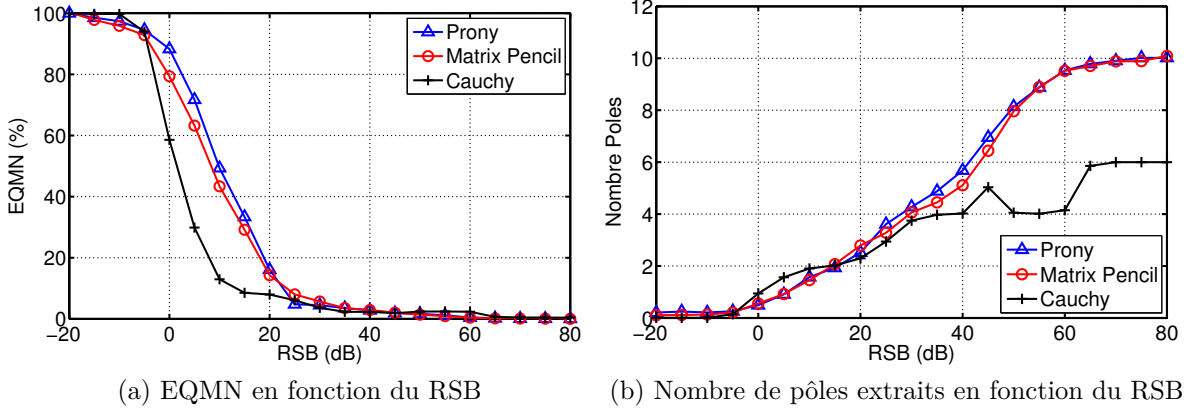 100
80
60
40
20
0
−20
0
20
40
60
80
EQMN (%)
RSB (dB)
Prony
Matrix Pencil
Cauchy
(a) EQMN en fonction du RSB
12
10
8
6
4
2
0
−20
0
20
40
60
80
Nombre Poles
RSB (dB)
Prony
Matrix Pencil
Cauchy
(b) Nombre de pôles extraits en fonction du RSB